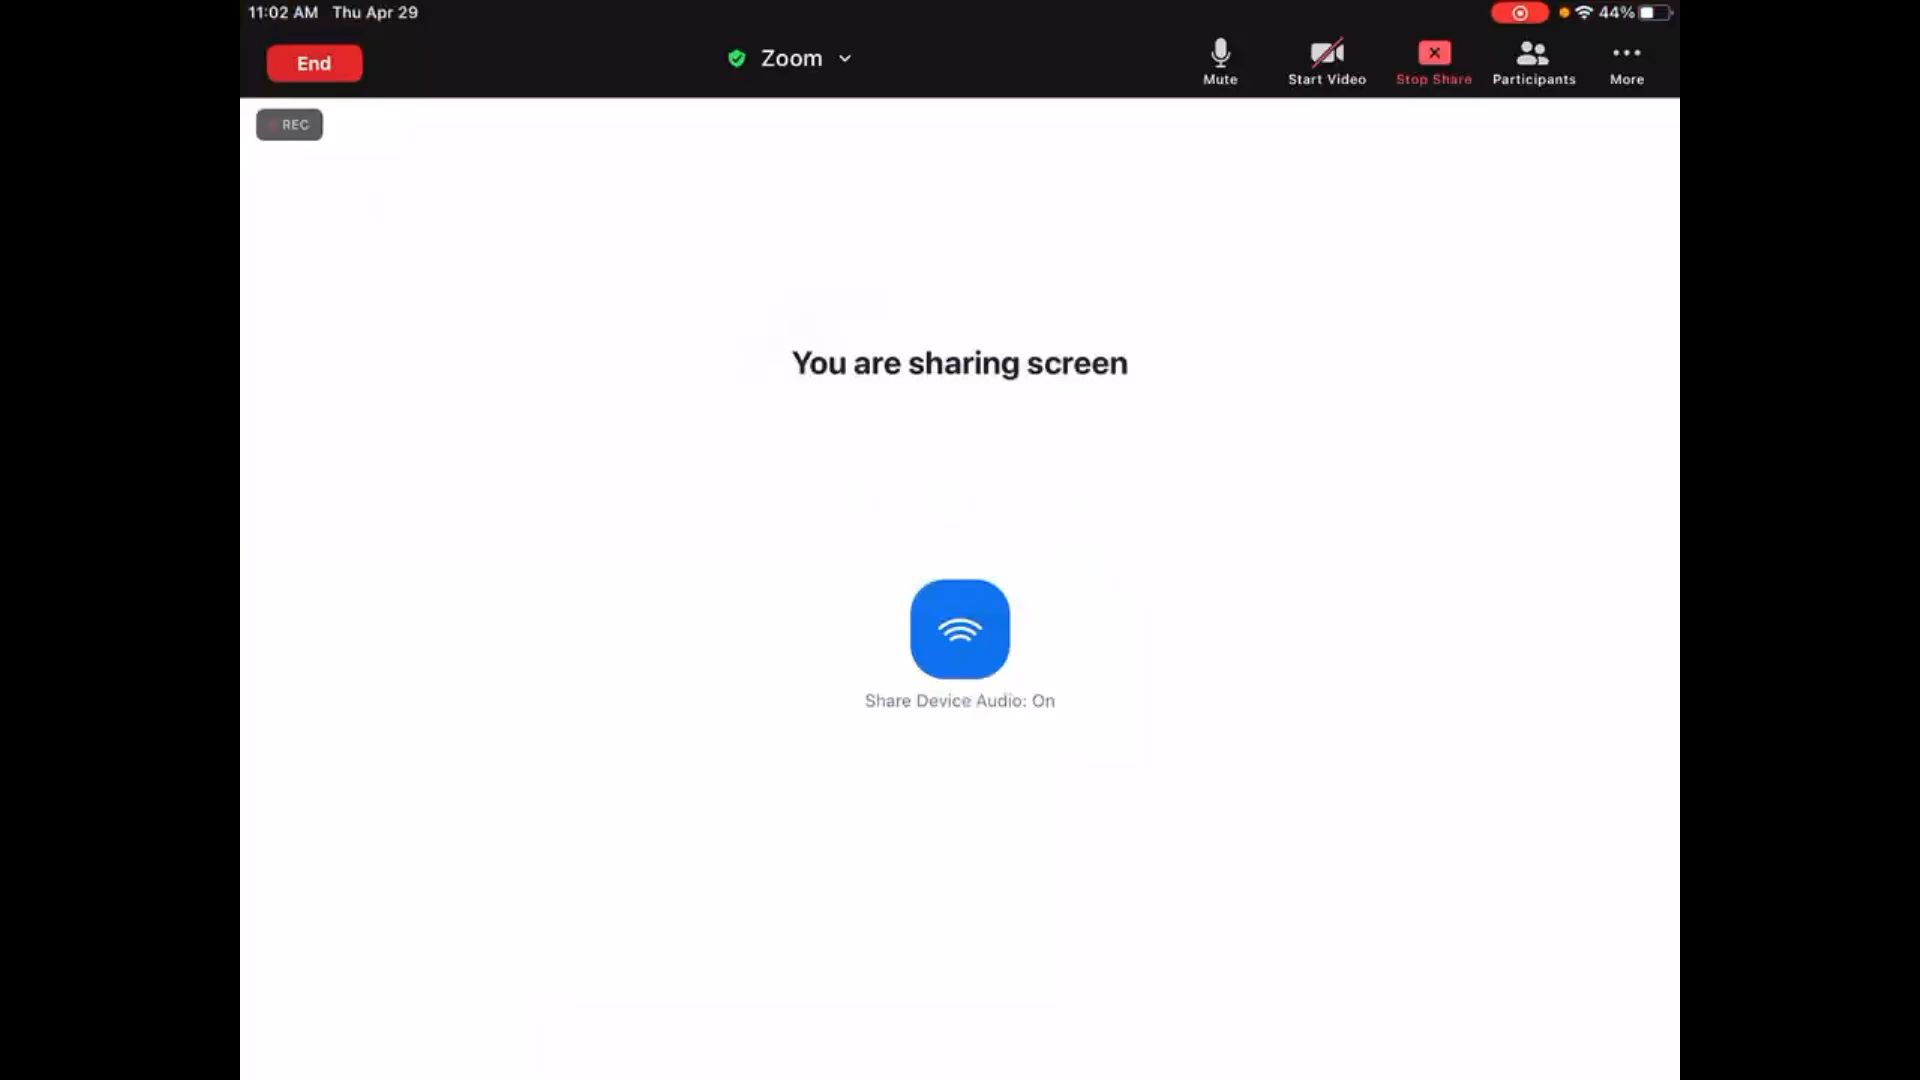 11:02 AM Thu Apr 29
44%
End
Zoom
Mute
Start Video
Stop Share
Participants
More
REC
You are sharing screen
Share Device Audio: On